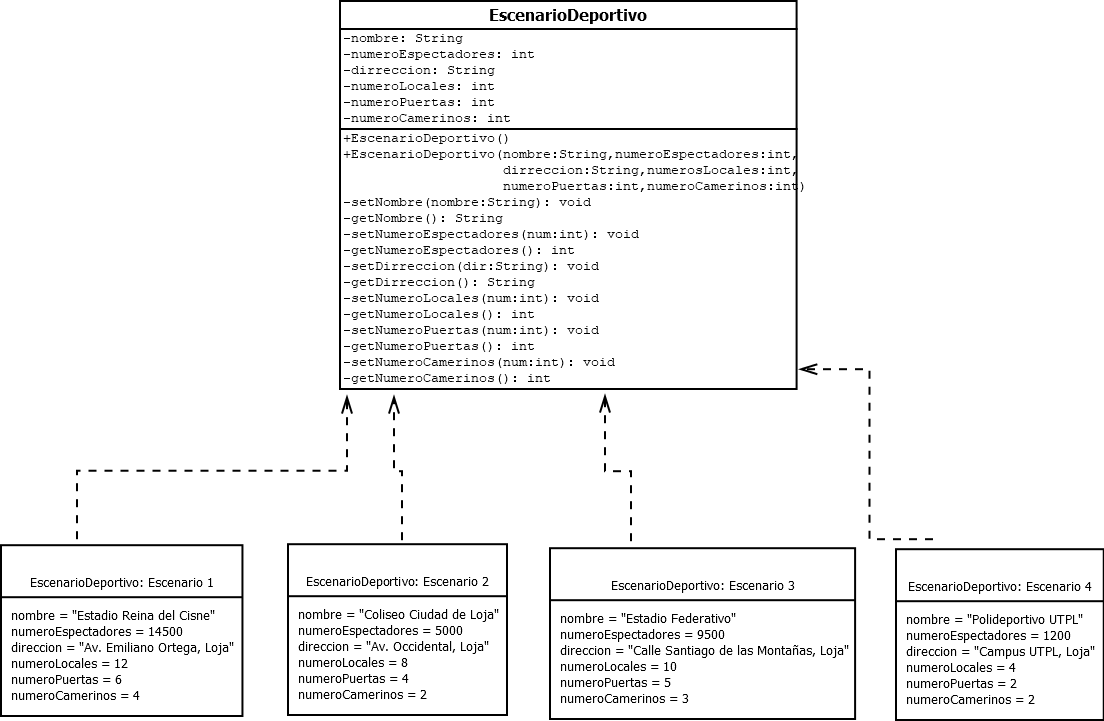 EscenarioDeportivo
-nombre: String
-numeroEspectadores: int
-dirreccion: String
-numeroLocales: int
-numeroPuertas: int
-numeroCamerinos: int
+EscenarioDeportivo()
+EscenarioDeportivo(nombre:String,numeroEspectadores:int,
dirreccion:String,numerosLocales:int,
numeroPuertas:int,numeroCamerinos:int)
-setNombre(nombre:String): void
-getNombre(): String
-setNumeroEspectadores(num:int): void
-getNumeroEspectadores(): int
-setDirreccion(dir:String): void
-getDirreccion(): String
-setNumeroLocales(num:int): void
-getNumeroLocales(): int
-setNumeroPuertas(num:int): void
-getNumeroPuertas(): int
-setNumeroCamerinos(num:int): void
-getNumeroCamerinos(): int
EscenarioDeportivo: Escenario 1
nombre = "Estadio Reina del Cisne"
numeroEspectadores = 14500
direccion = "Av. Emiliano Ortega, Loja"
numeroLocales = 12
numeroPuertas = 6
numeroCamerinos = 4
EscenarioDeportivo: Escenario 2
nombre = "Coliseo Ciudad de Loja"
numeroEspectadores = 5000
direccion = "Av. Occidental, Loja"
numeroLocales = 8
numeroPuertas = 4
numeroCamerinos = 2
EscenarioDeportivo: Escenario 3
nombre = "Estadio Federativo"
numeroEspectadores = 9500
direccion = "Calle Santiago de las Montañas, Loja"
numeroLocales = 10
numeroPuertas = 5
numeroCamerinos = 3
EscenarioDeportivo: Escenario 4
nombre = "Polideportivo UTPL"
numeroEspectadores = 1200
direccion = "Campus UTPL, Loja"
numeroLocales = 4
numeroPuertas = 2
numeroCamerinos = 2